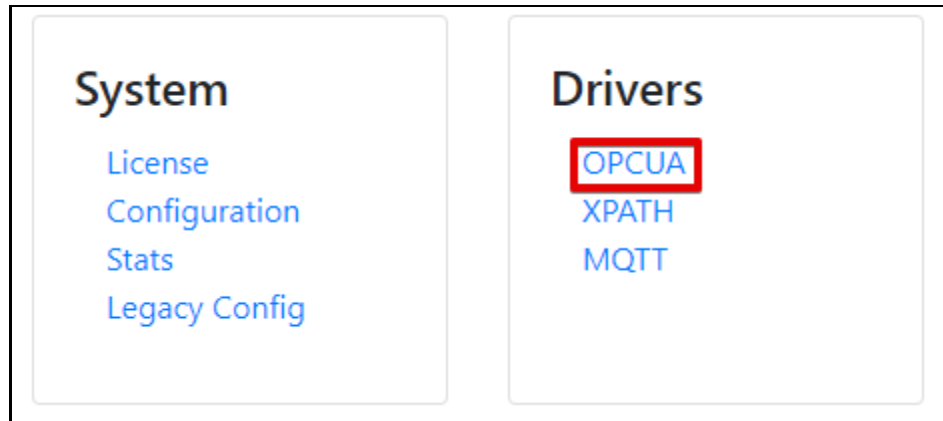 System
License
Configuration
Stats
Legacy Config
Drivers
OPCUA
XPATH
MQTT